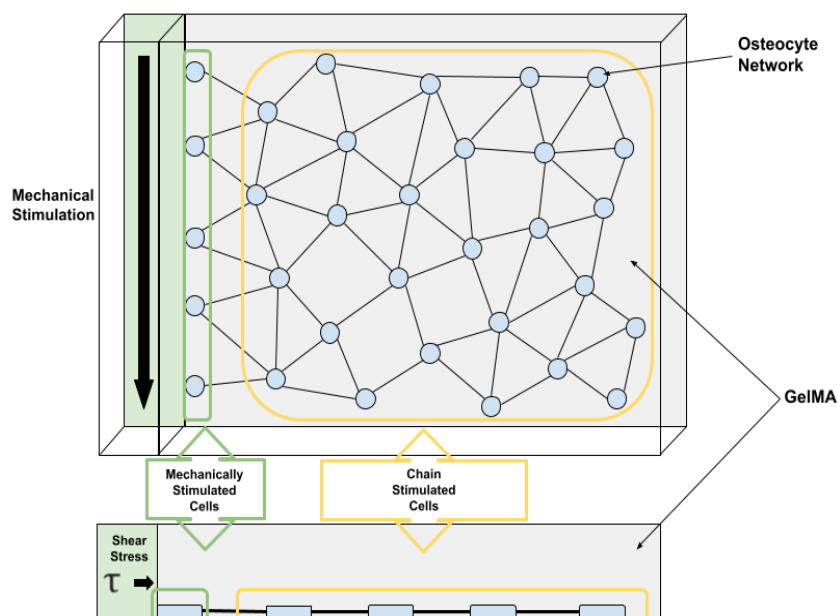 Osteocyte
Network
Mechanical
Stimulation
GelMA
Mechanically
Stimulated
Cells
Chain
Stimulated
Cells
Shear
Stress
τ